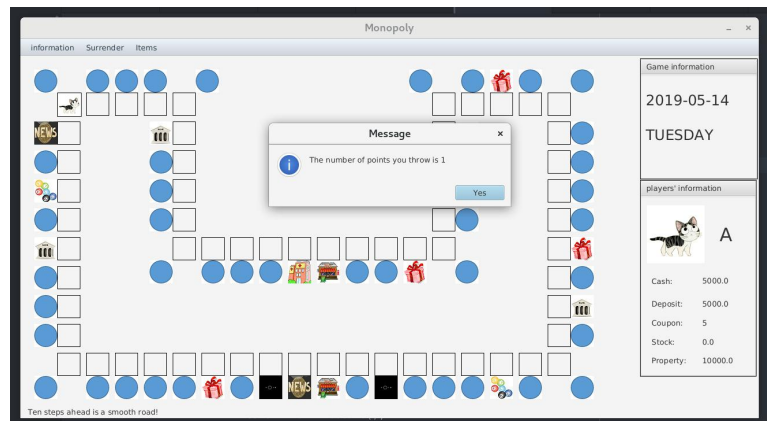 Monopoly
information Surrender Items
Game information
2019-05-14
TUESDAY
Message
The number of points you throw is 1
Yes
players' information
A
Cash: 5000.0
Deposit: 5000.0
Coupon: 5
Stock: 0.0
Property: 10000.0
NEWS
NEWS
Ten steps ahead is a smooth road!